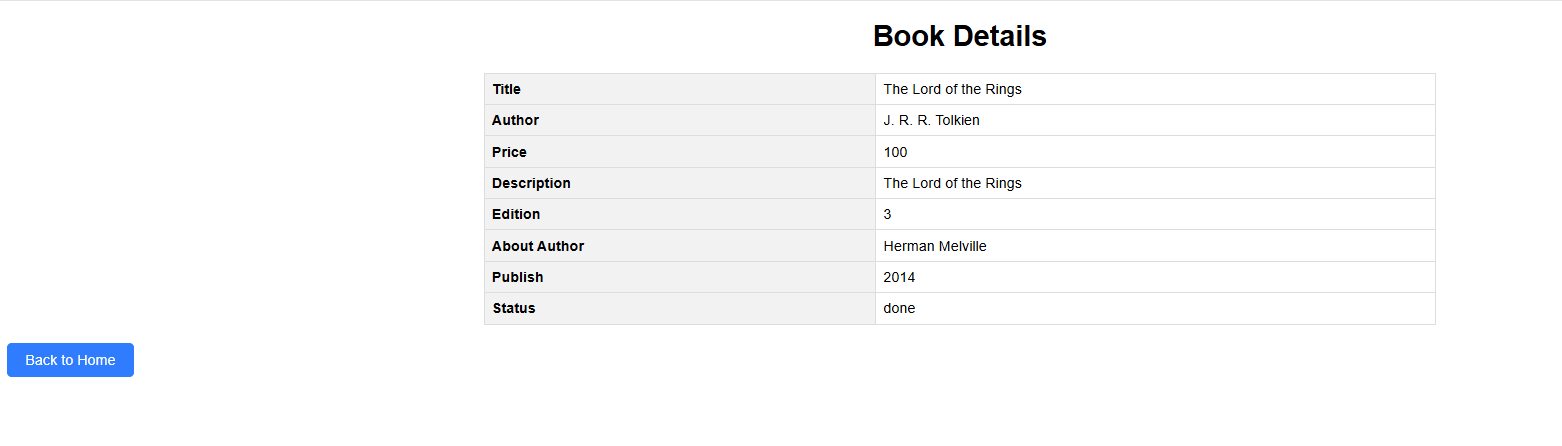 Book Details
Title The Lord of the Rings
Author J. R. R. Tolkien
Price 100
Description The Lord of the Rings
Edition 3
About Author Herman Melville
Publish 2014
Status done
Back to Home